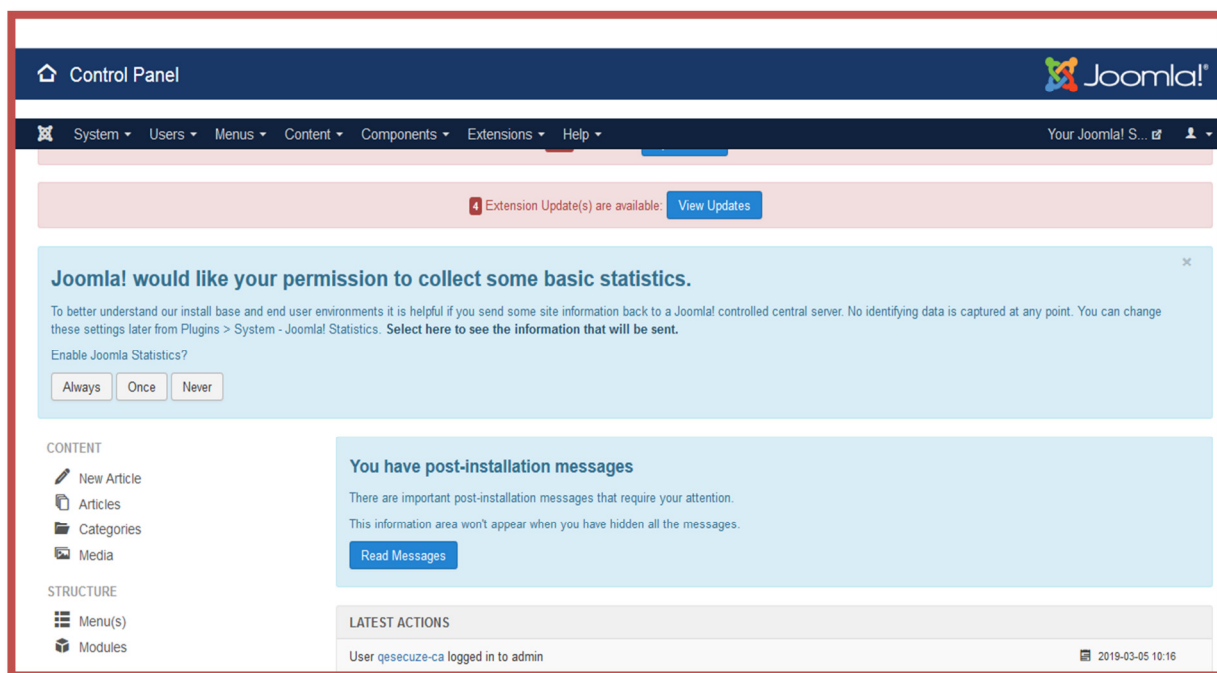 Control Panel
Joomla!®
System Users Menus Content Components Extensions Help Your Joomla! S...
4 Extension Update(s) are available: View Updates
Joomla! would like your permission to collect some basic statistics.
To better understand our install base and end user environments it is helpful if you send some site information back to a Joomla! controlled central server. No identifying data is captured at any point. You can change
these settings later from Plugins > System - Joomla! Statistics. Select here to see the information that will be sent.
Enable Joomla Statistics?
Always Once Never
CONTENT
New Article
Articles
Categories
Media
STRUCTURE
Menu(s)
Modules
You have post-installation messages
There are important post-installation messages that require your attention.
This information area won't appear when you have hidden all the messages.
Read Messages
LATEST ACTIONS
User qesecuze-ca logged in to admin 2019-03-05 10:16